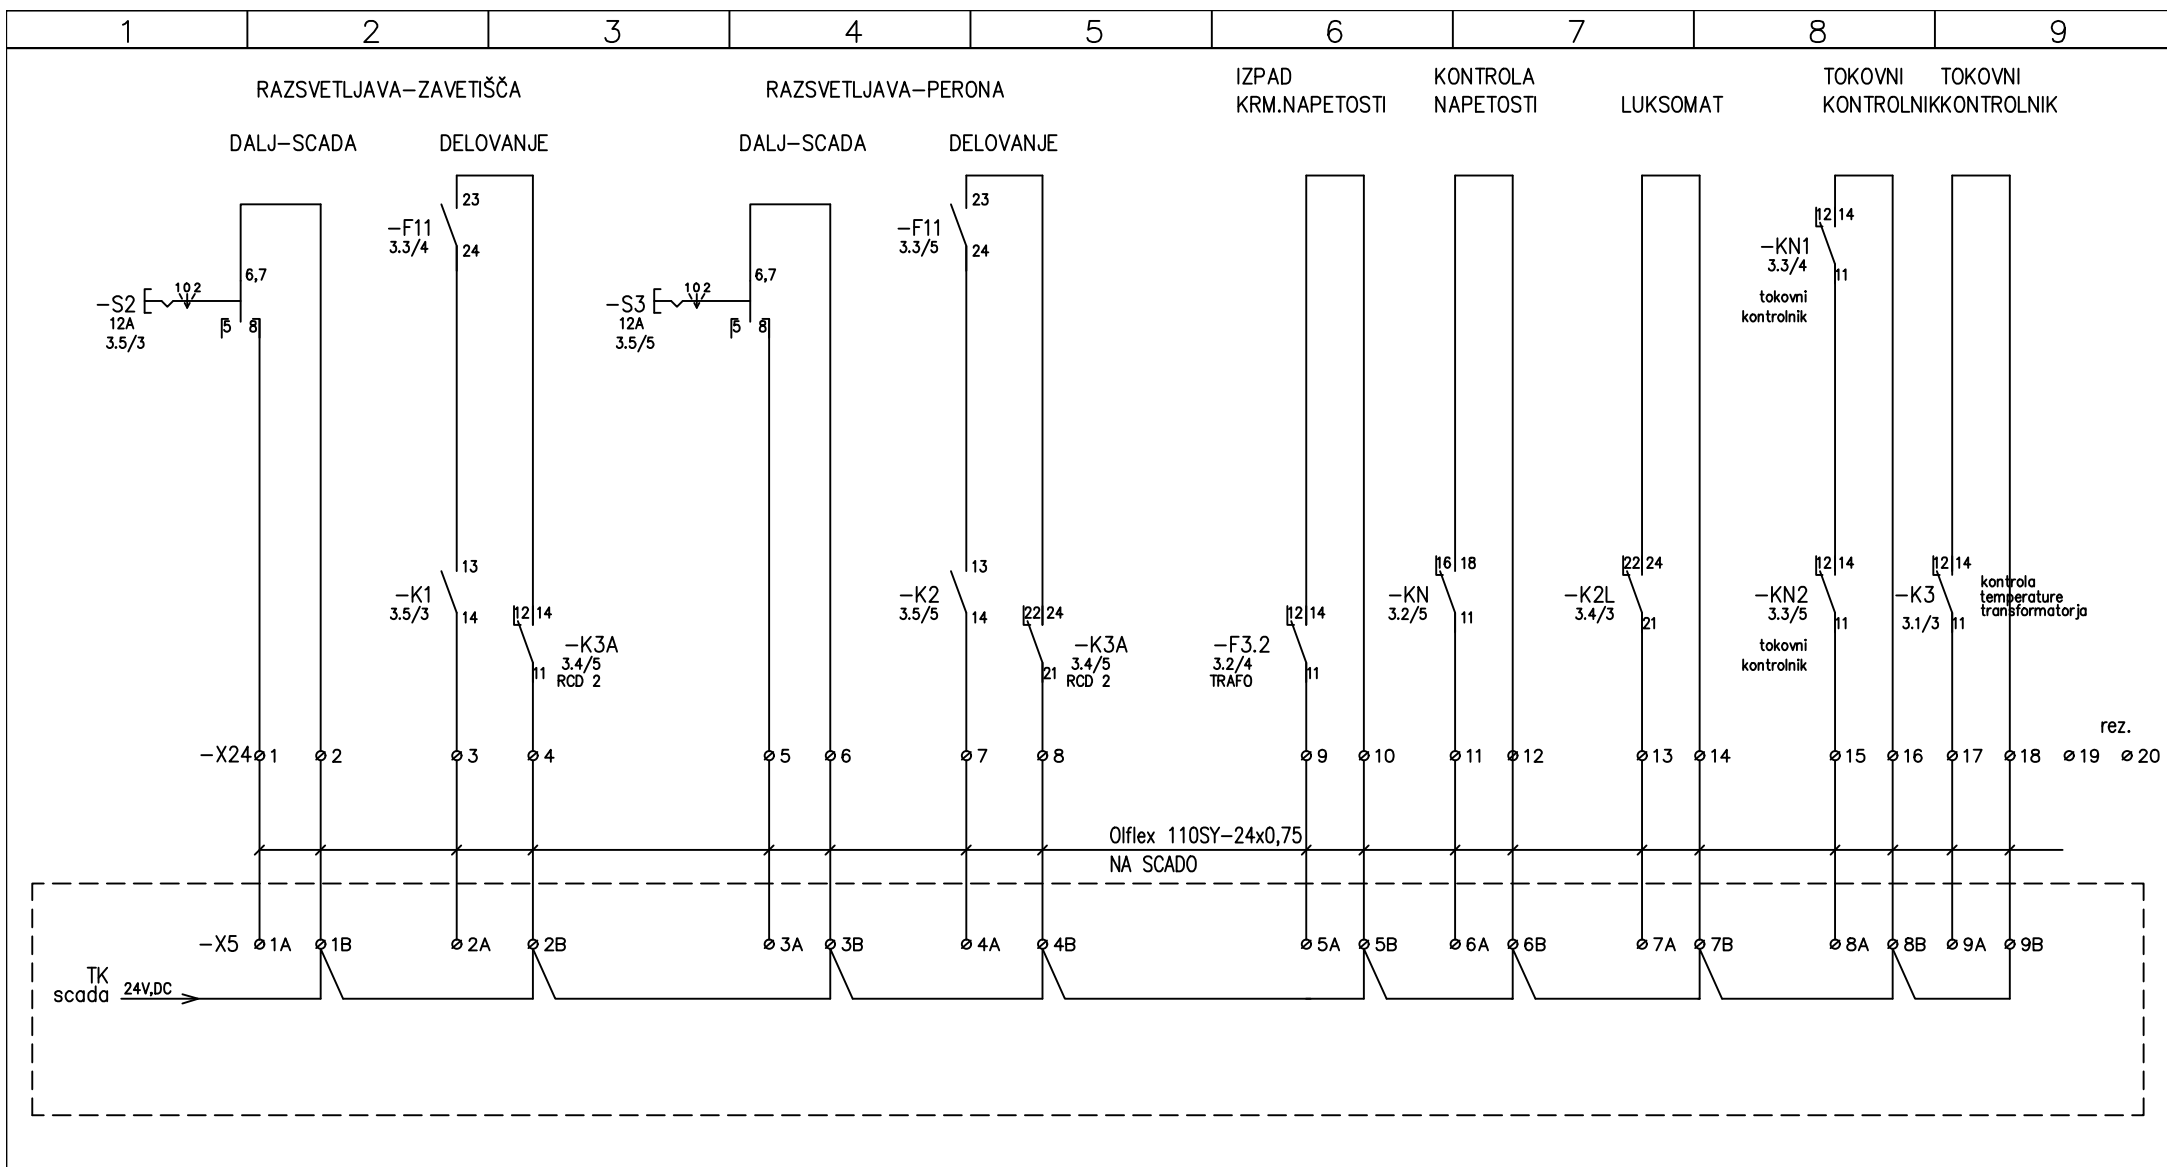 1 2 3 4 5 6 7 8 9
RAZSVETLJAVA-ZAVETIŠČA
DALJ-SCADA DELOVANJE
RAZSVETLJAVA-PERONA
DALJ-SCADA DELOVANJE
IZPAD
KRM.NAPETOSTI
KONTROLA
NAPETOSTI
LUKSOMAT
TOKOVNI
KONTROLNIK
TOKOVNI
KONTROLNIK
-S2
12A
3.5/3
1 0 2
6,7
5 8
-F11
3.3/4
23
24
-K1
3.5/3
13
14
12 14
11
-K3A
3.4/5
RCD 2
-S3
12A
3.5/5
1 0 2
6,7
5 8
-F11
3.3/5
23
24
-K2
3.5/5
13
14
22 24
21
-K3A
3.4/5
RCD 2
-F3.2
3.2/4
TRAFO
12 14
11
-KN
3.2/5
16 18
11
-K2L
3.4/3
22 24
21
-KN1
3.3/4
12 14
11
tokovni
kontrolnik
-KN2
3.3/5
12 14
11
tokovni
kontrolnik
-K3
3.1/3
12 14
11
kontrola
temperature
transformatorja
rez.
-X24 1 2 3 4 5 6 7 8 9 10 11 12 13 14 15 16 17 18 19 20
Olflex 110SY-24x0,75
NA SCADO
-X5 1A 1B 2A 2B 3A 3B 4A 4B 5A 5B 6A 6B 7A 7B 8A 8B 9A 9B
TK
scada 24V,DC